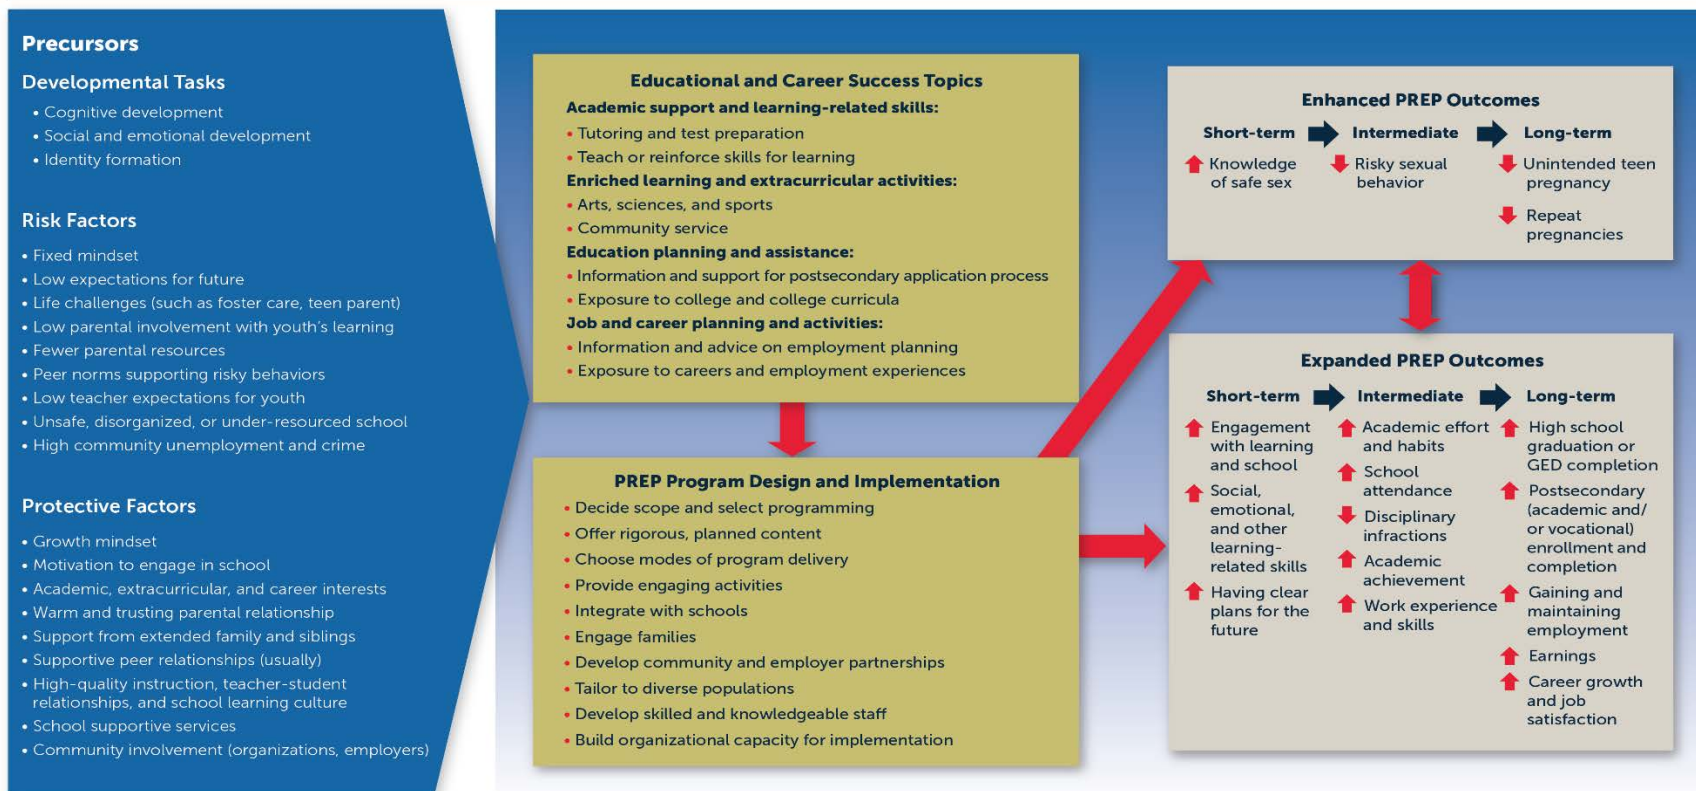 Precursors
Developmental Tasks
• Cognitive development
• Social and emotional development
• Identity formation
Risk Factors
• Fixed mindset
• Low expectations for future
• Life challenges (such as foster care, teen parent)
• Low parental involvement with youth's learning
• Fewer parental resources
• Peer norms supporting risky behaviors
• Low teacher expectations for youth
• Unsafe, disorganized, or under-resourced school
• High community unemployment and crime
Protective Factors
• Growth mindset
• Motivation to engage in school
• Academic, extracurricular, and career interests
• Warm and trusting parental relationship
• Support from extended family and siblings
• Supportive peer relationships (usually)
• High-quality instruction, teacher-student
relationships, and school learning culture
• School supportive services
• Community involvement (organizations, employers)
Educational and Career Success Topics
Academic support and learning-related skills:
• Tutoring and test preparation
• Teach or reinforce skills for learning
Enriched learning and extracurricular activities:
• Arts, sciences, and sports
• Community service
Education planning and assistance:
• Information and support for postsecondary application process
• Exposure to college and college curricula
Job and career planning and activities:
• Information and advice on employment planning
• Exposure to careers and employment experiences
PREP Program Design and Implementation
• Decide scope and select programming
• Offer rigorous, planned content
• Choose modes of program delivery
• Provide engaging activities
• Integrate with schools
• Engage families
• Develop community and employer partnerships
• Tailor to diverse populations
• Develop skilled and knowledgeable staff
• Build organizational capacity for implementation
Enhanced PREP Outcomes
Short-term
Knowledge
of safe sex
Intermediate
Risky sexual
behavior
Long-term
Unintended teen
pregnancy
Repeat
pregnancies
Expanded PREP Outcomes
Short-term
Engagement
with learning
and school
Social,
emotional,
and other
learning-
related skills
Having clear
plans for the
future
Intermediate
Academic effort
and habits
School
attendance
Disciplinary
infractions
Academic
achievement
Work experience
and skills
Long-term
High school
graduation or
GED completion
Postsecondary
(academic and/
or vocational)
enrollment and
completion
Gaining and
maintaining
employment
Earnings
Career growth
and job
satisfaction